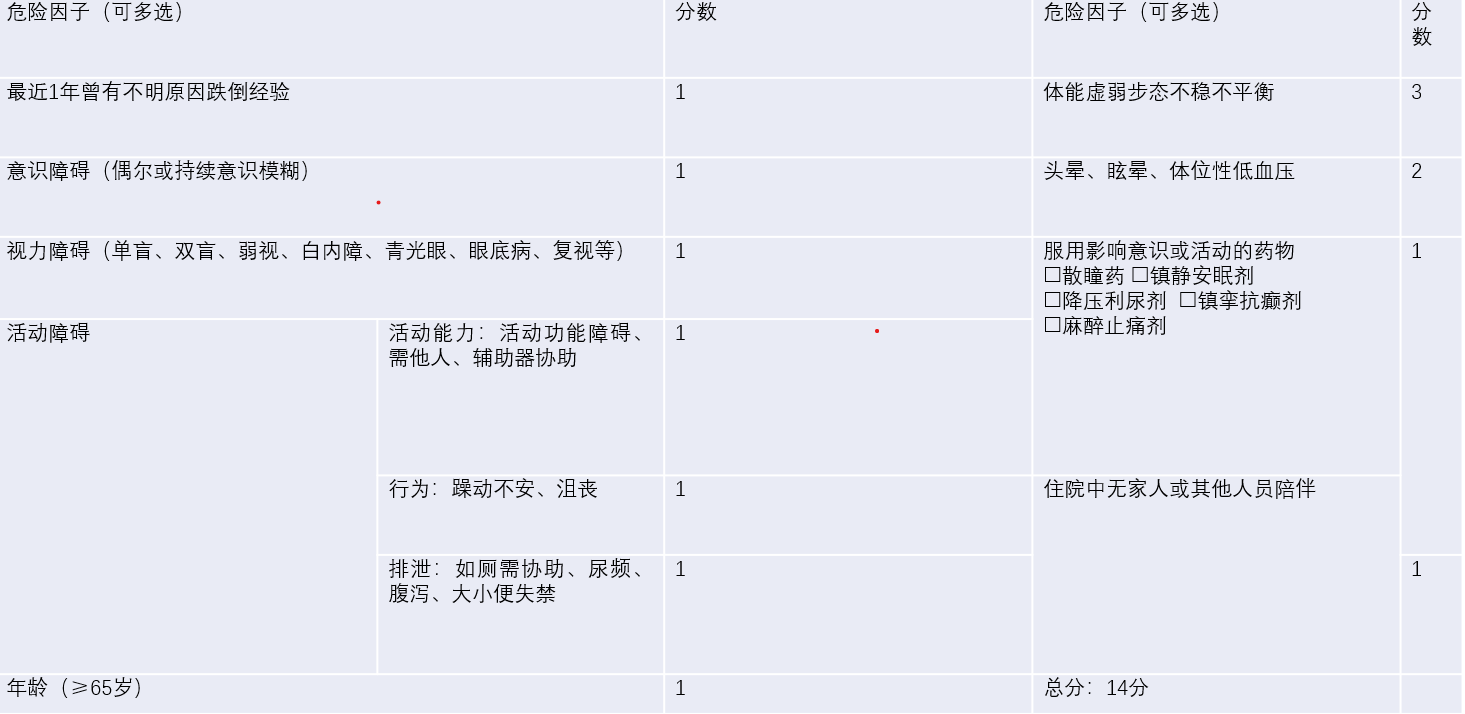 危险因子（可多选）
分数
危险因子（可多选）
分
数
最近1年曾有不明原因跌倒经验
1
体能虚弱步态不稳不平衡
3
意识障碍（偶尔或持续意识模糊）
1
头晕、眩晕、体位性低血压
2
视力障碍（单盲、双盲、弱视、白内障、青光眼、眼底病、复视等）
1
服用影响意识或活动的药物
☐散瞳药 ☐镇静安眠剂
☐降压利尿剂 ☐镇挛抗癫剂
☐麻醉止痛剂
1
活动障碍
活动能力：活动功能障碍、
需他人、辅助器协助
1
行为：躁动不安、沮丧
1
住院中无家人或其他人员陪伴
排泄：如厕需协助、尿频、
腹泻、大小便失禁
1
1
年龄（≥65岁）
1
总分：14分